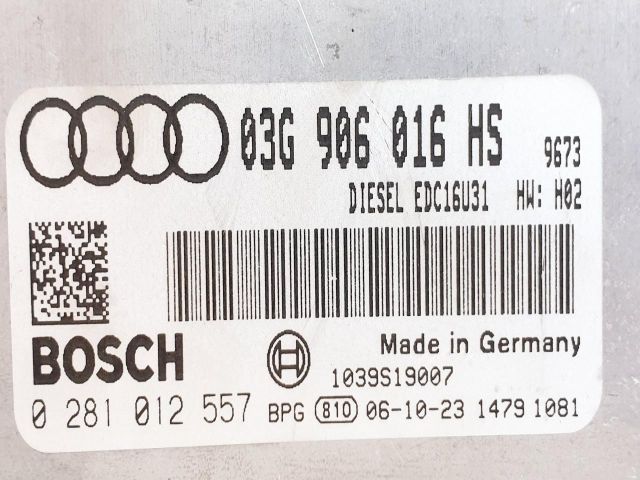 03G 906 016 HS 9673
DIESEL EDC16U31 HW: H02
BOSCH
Made in Germany
1039S19007
0 281 012 557 BPG 810 06-10-23 1479 1081